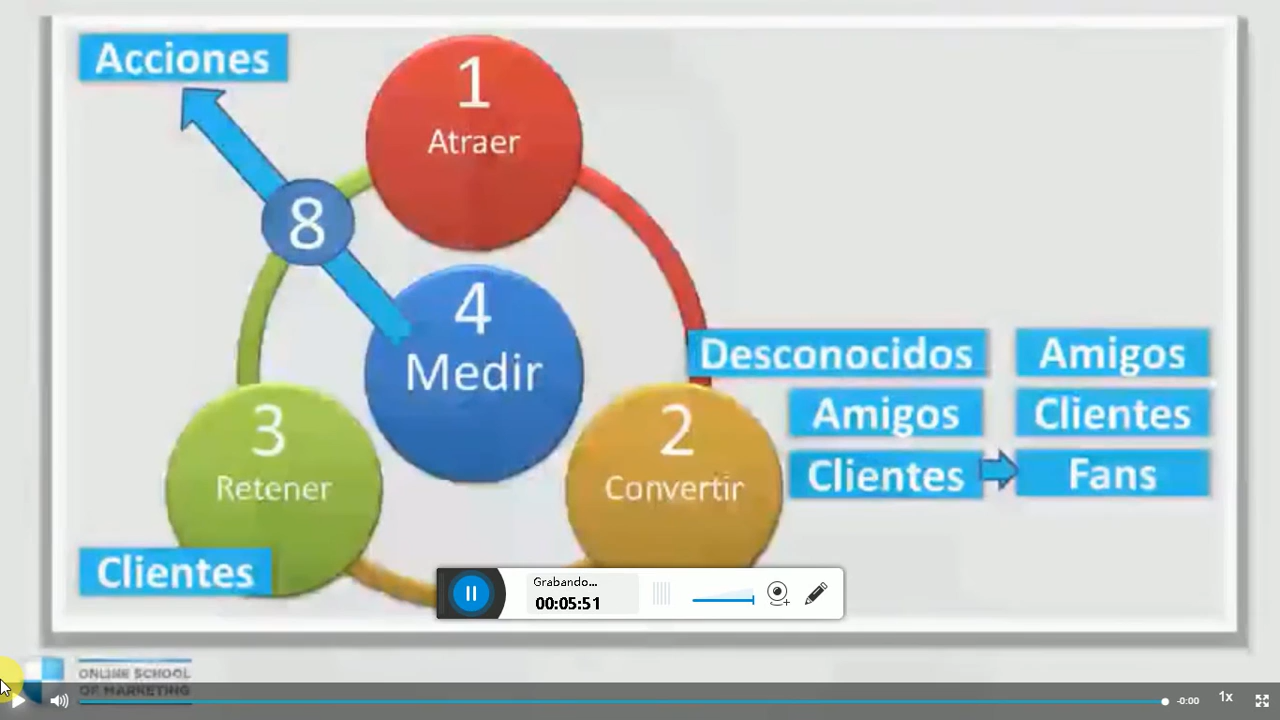 Acciones
1
Atraer
8
4
Medir
Desconocidos
Amigos
Amigos
Clientes
3
Retener
2
Convertir
Clientes
Fans
Clientes
Grabando...
00:05:51
ONLINE SCHOOL
OF MARKETING
-0:00
1x